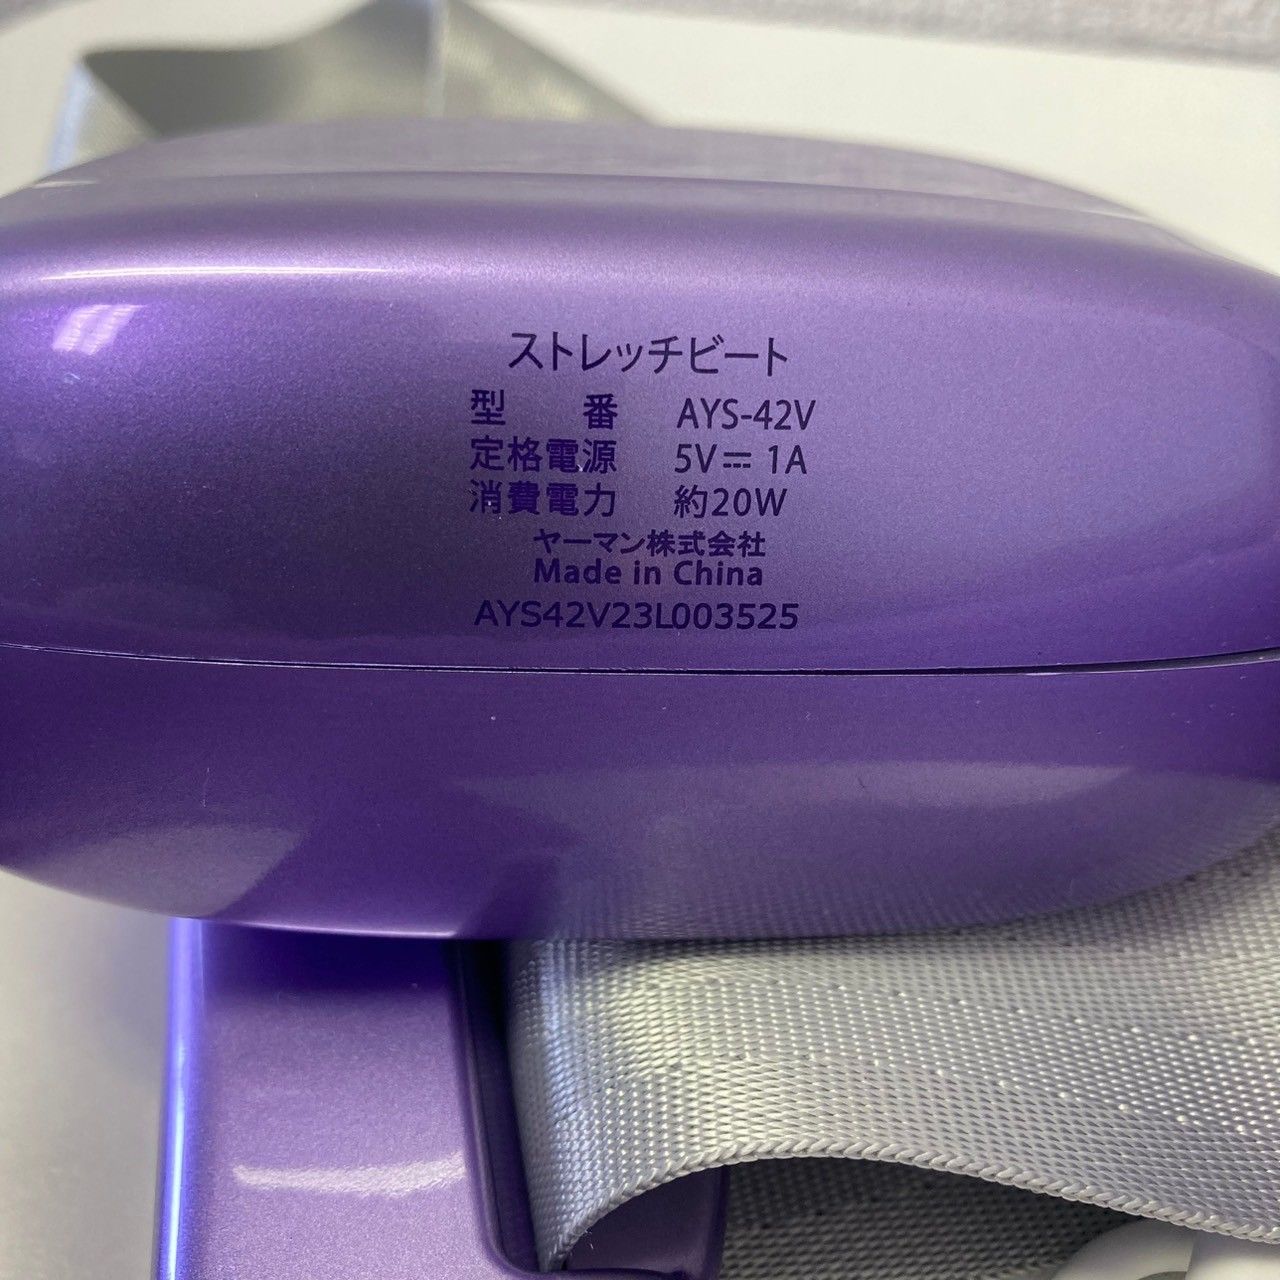 ストレッチビート
型　　番　AYS-42V
定格電源　5V⎓ 1A
消費電力　約20W
ヤーマン株式会社
Made in China
AYS42V23L003525